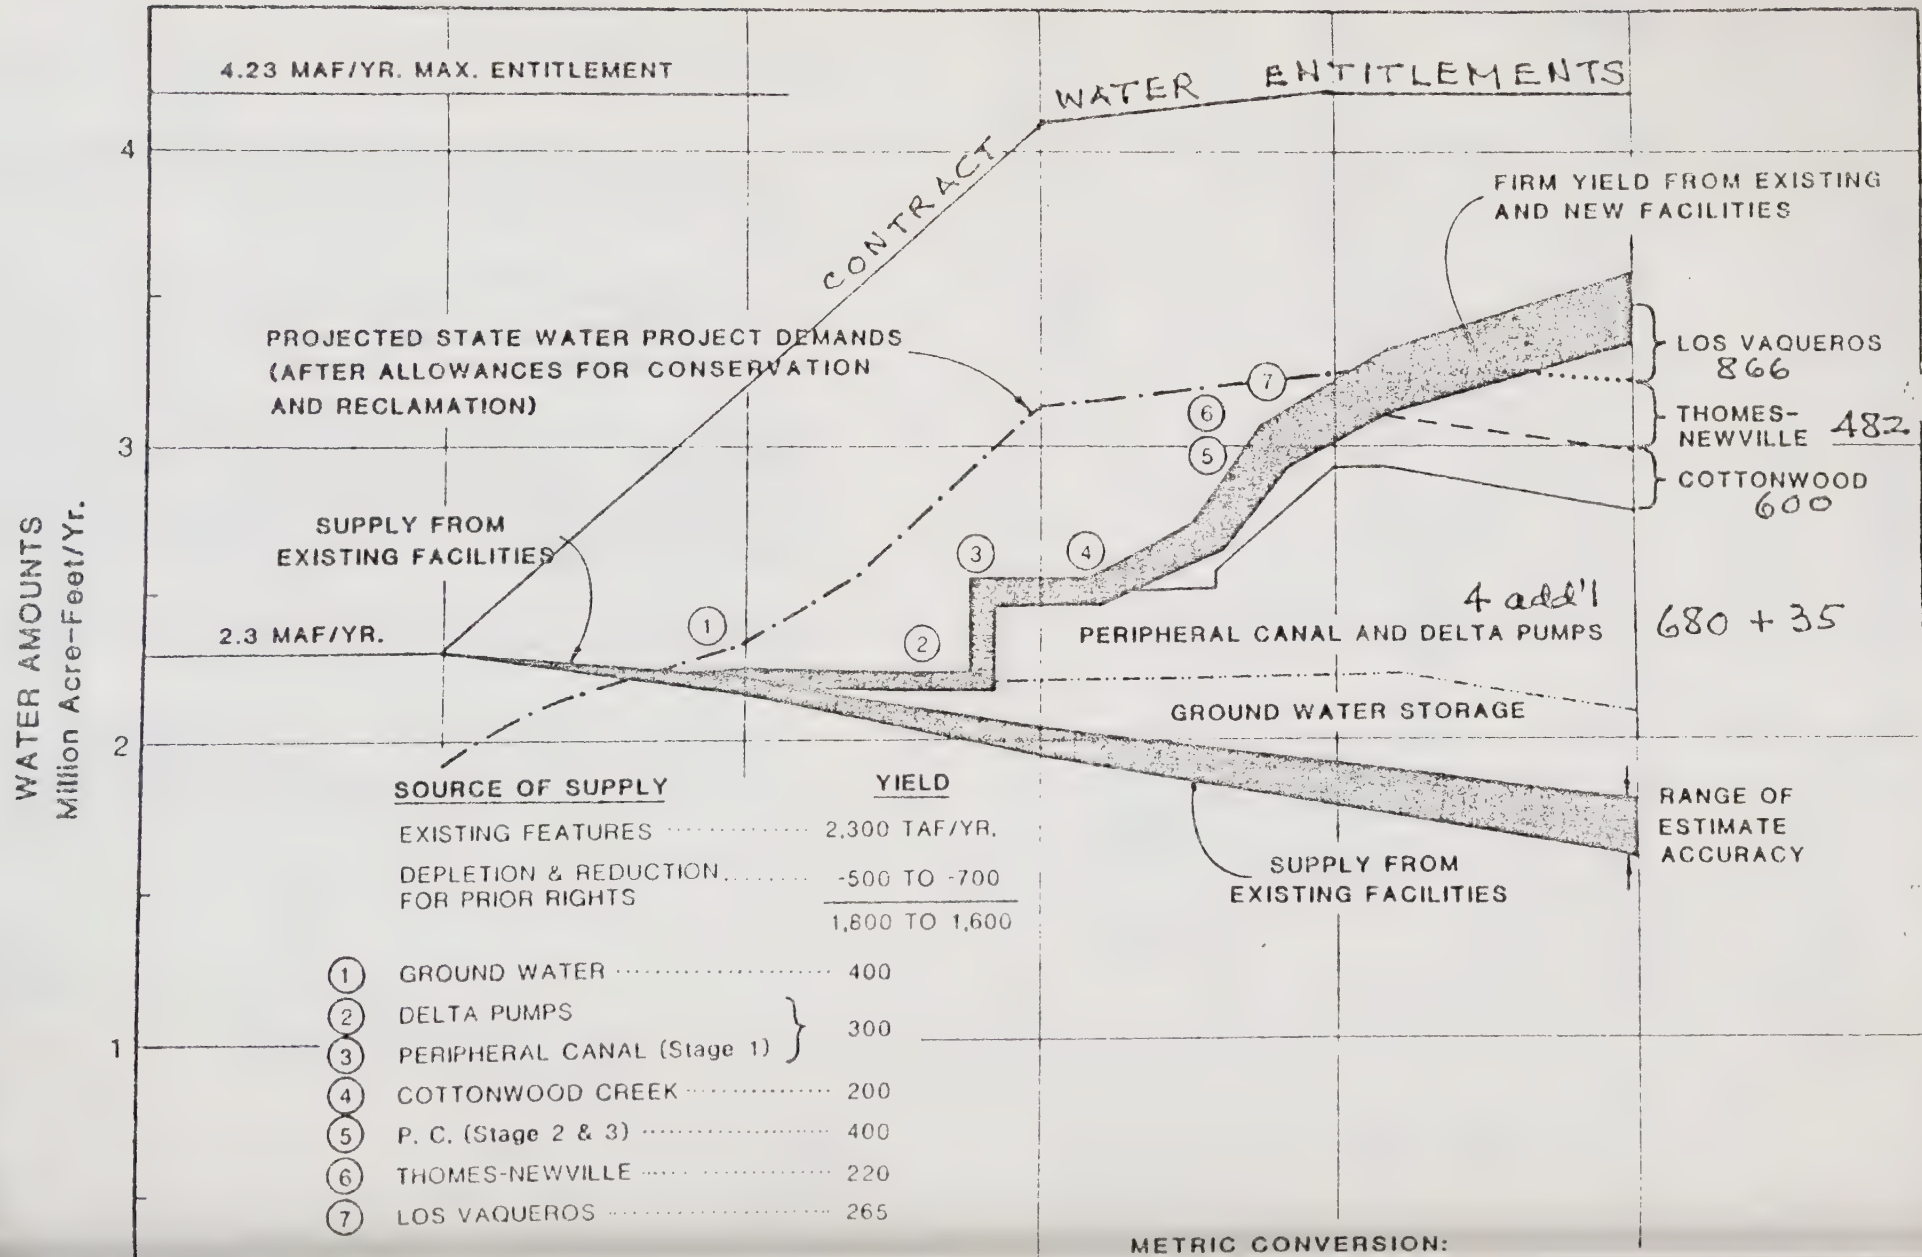 4.23 MAF/YR. MAX. ENTITLEMENT
CONTRACT WATER ENTITLEMENTS
4
FIRM YIELD FROM EXISTING
AND NEW FACILITIES
PROJECTED STATE WATER PROJECT DEMANDS
(AFTER ALLOWANCES FOR CONSERVATION
AND RECLAMATION)
7
LOS VAQUEROS
866
6
THOMES-
NEWVILLE 482
3
5
COTTONWOOD
600
WATER AMOUNTS
Million Acre-Feet/Yr.
SUPPLY FROM
EXISTING FACILITIES
3
4
1
2
2.3 MAF/YR.
4 add'l
PERIPHERAL CANAL AND DELTA PUMPS
680 + 35
GROUND WATER STORAGE
2
RANGE OF
ESTIMATE
ACCURACY
SUPPLY FROM
EXISTING FACILITIES
SOURCE OF SUPPLY YIELD
EXISTING FEATURES .................. 2,300 TAF/YR.
DEPLETION & REDUCTION ......... -500 TO -700
FOR PRIOR RIGHTS
1,800 TO 1,600
1 GROUND WATER .................. 400
2 DELTA PUMPS
300
1
3 PERIPHERAL CANAL (Stage 1)
4 COTTONWOOD CREEK .................. 200
5 P. C. (Stage 2 & 3) .................. 400
6 THOMES-NEWVILLE .................. 220
7 LOS VAQUEROS .................. 265
METRIC CONVERSION: